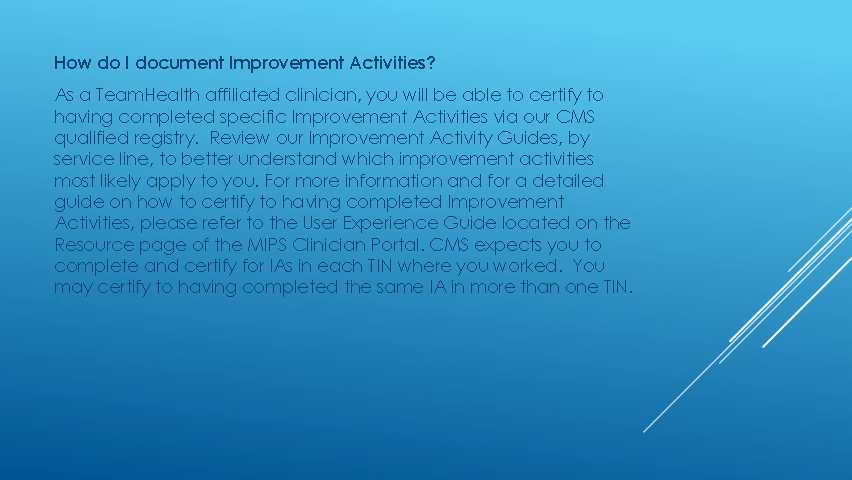 How do I document Improvement Activities?
As a TeamHealth affiliated clinician, you will be able to certify to
having completed specific Improvement Activities via our CMS
qualified registry.  Review our Improvement Activity Guides, by
service line, to better understand which improvement activities
most likely apply to you. For more information and for a detailed
guide on how to certify to having completed Improvement
Activities, please refer to the User Experience Guide located on the
Resource page of the MIPS Clinician Portal. CMS expects you to
complete and certify for IAs in each TIN where you worked.  You
may certify to having completed the same IA in more than one TIN.